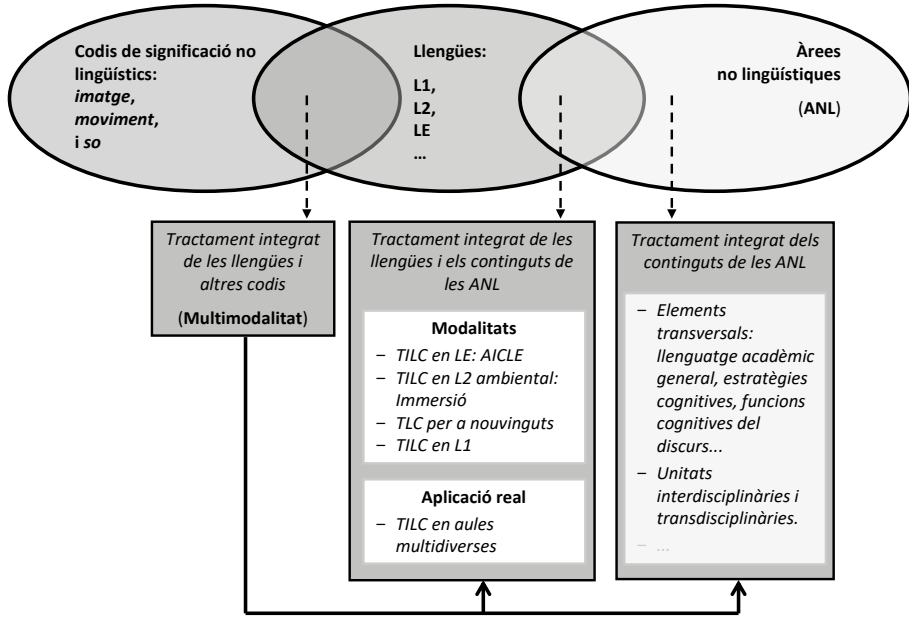 Codis de significació no
lingüístics:
imatge,
moviment,
i so
Llengües:
L1,
L2,
LE
...
Àrees
no lingüístiques
(ANL)
Tractament integrat
de les llengües i
altres codis
(Multimodalitat)
Tractament integrat de les
llengües i els continguts de
les ANL
Modalitats
– TILC en LE: AICLE
– TILC en L2 ambiental:
Immersió
– TLC per a nouvinguts
– TILC en L1
Aplicació real
– TILC en aules
multidiverses
Tractament integrat dels
continguts de les ANL
– Elements
transversals:
llenguatge acadèmic
general, estratègies
cognitives, funcions
cognitives del
discurs...
– Unitats
interdisciplinàries i
transdisciplinàries.
– ...